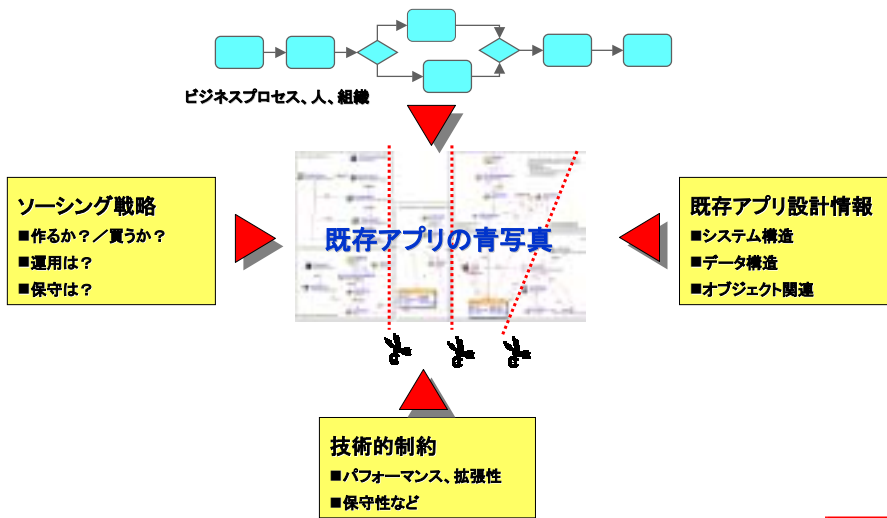 ビジネスプロセス、人、組織
ソーシング戦略
■作るか？／買うか？
■運用は？
■保守は？
既存アプリの青写真
既存アプリ設計情報
■システム構造
■データ構造
■オブジェクト関連
技術的制約
■パフォーマンス、拡張性
■保守性など